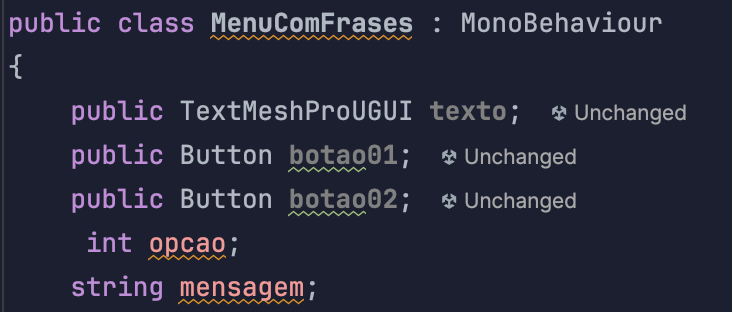 public class MenuComFrases : MonoBehaviour
{
public TextMeshProUGUI texto; Unchanged
public Button botao01; Unchanged
public Button botao02; Unchanged
int opcao;
string mensagem;